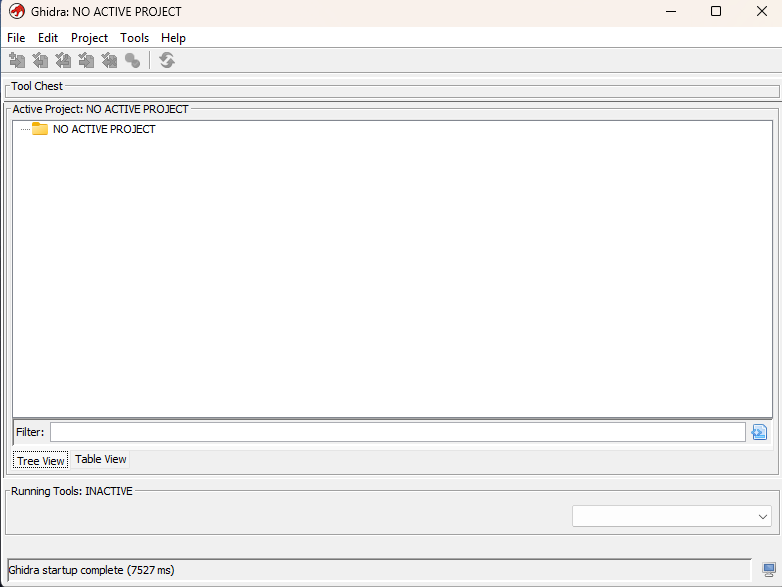 Ghidra: NO ACTIVE PROJECT
File Edit Project Tools Help
Tool Chest
Active Project: NO ACTIVE PROJECT
NO ACTIVE PROJECT
Filter:
Tree View Table View
Running Tools: INACTIVE
Ghidra startup complete (7527 ms)